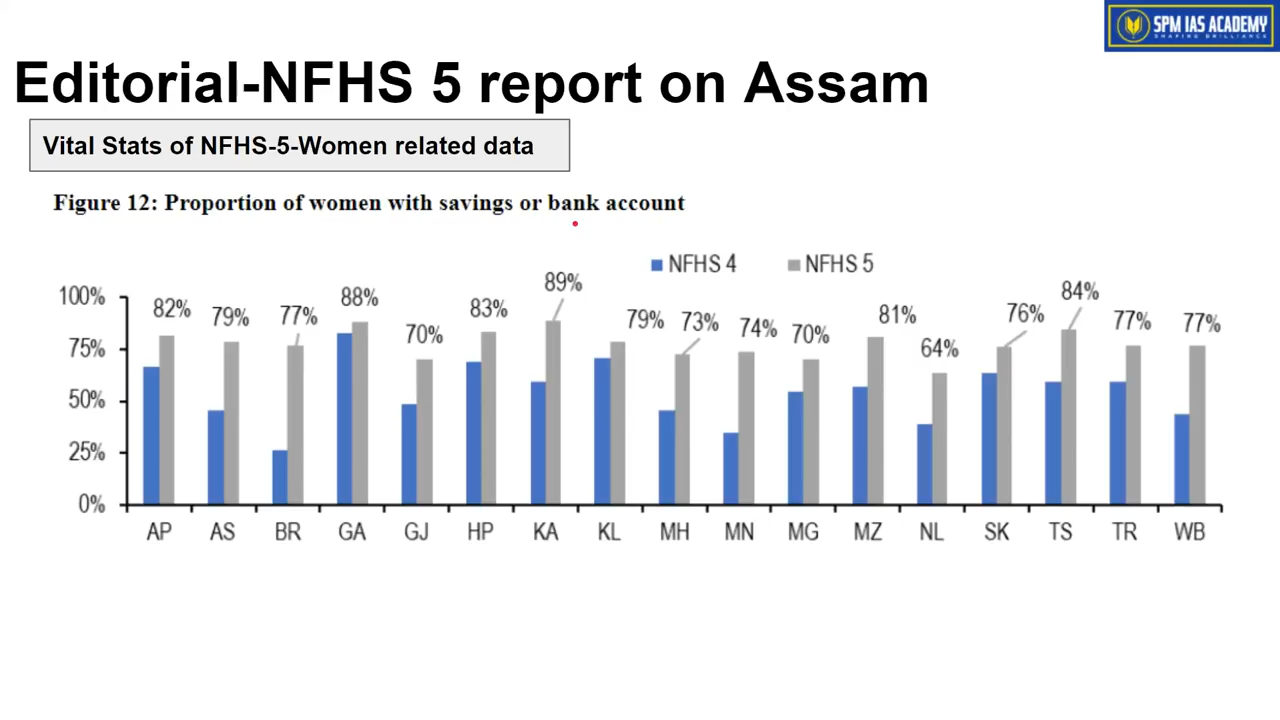 SPM IAS ACADEMY
SHAPING BRILLIANCE
Editorial-NFHS 5 report on Assam
Vital Stats of NFHS-5-Women related data
Figure 12: Proportion of women with savings or bank account
NFHS 4 NFHS 5
100%
75%
50%
25%
0%
82% 79% 77% 88% 70% 83% 89% 79% 73% 74% 70% 81% 64% 76% 84% 77% 77%
AP AS BR GA GJ HP KA KL MH MN MG MZ NL SK TS TR WB